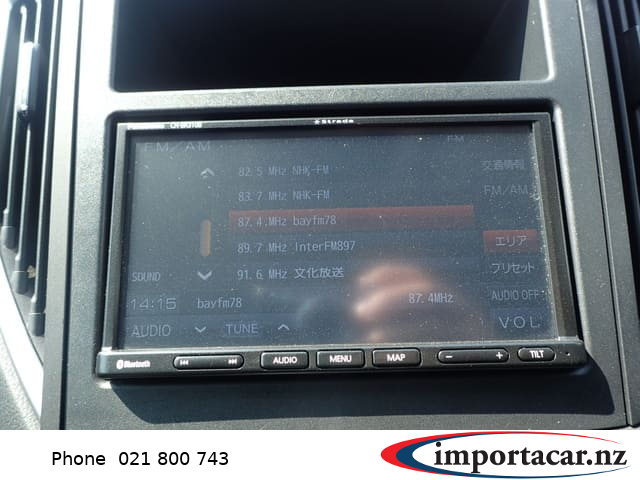 Strada
FM/AM
FM
82.5 MHz NHK-FM
交通情報
83.7 MHz NHK-FM
FM/AM
87.4 MHz bayfm78
89.7 MHz InterFM897
エリア
SOUND
91.6 MHz 文化放送
プリセット
14:15 bayfm78 87.4MHz
AUDIO OFF
AUDIO TUNE
VOL
Bluetooth
AUDIO MENU MAP - + TILT
Phone 021 800 743
importacar.nz